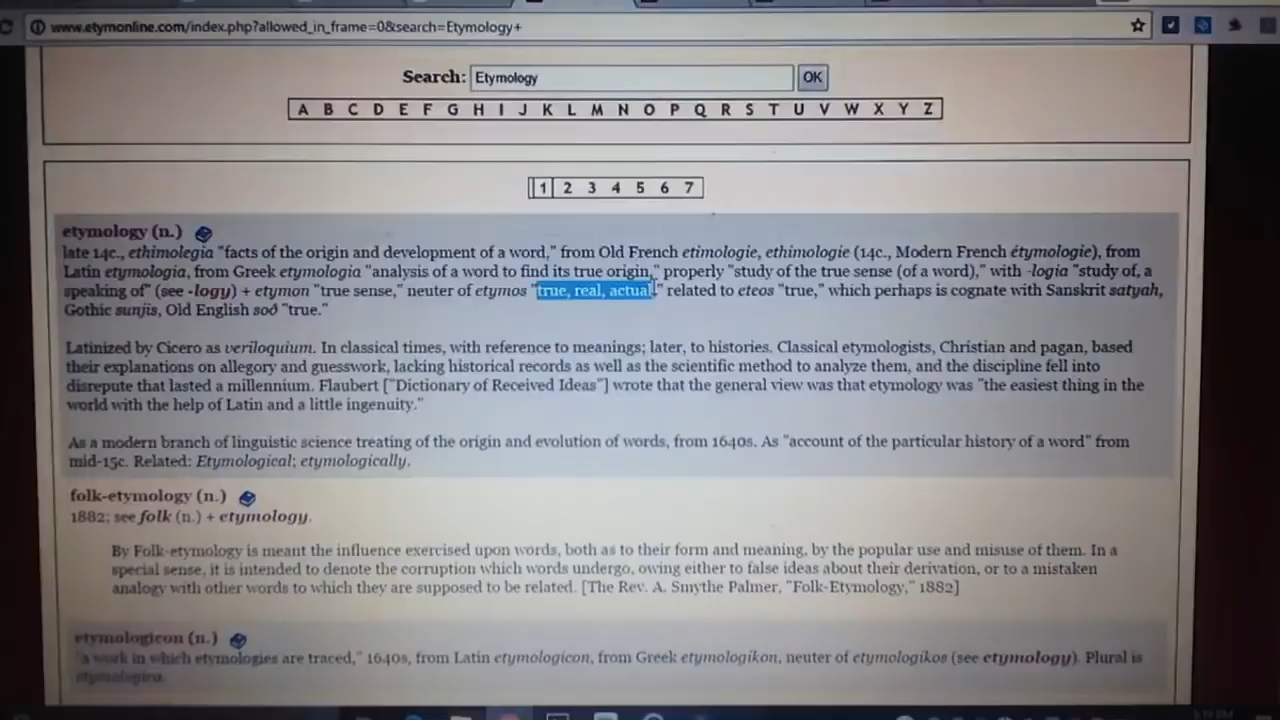 www.etymonline.com/index.php?allowed_in_frame=0&search=Etymology+
Search: Etymology OK
A B C D E F G H I J K L M N O P Q R S T U V W X Y Z
1 2 3 4 5 6 7
etymology (n.)
late 14c., ethimolegia "facts of the origin and development of a word," from Old French etimologie, ethimologie (14c., Modern French étymologie), from
Latin etymologia, from Greek etymologia "analysis of a word to find its true origin," properly "study of the true sense (of a word)," with -logia "study of, a
speaking of" (see -logy) + etymon "true sense," neuter of etymos "true, real, actual," related to eteos "true," which perhaps is cognate with Sanskrit satyah,
Gothic sunjis, Old English soð "true."
Latinized by Cicero as veriloquium. In classical times, with reference to meanings; later, to histories. Classical etymologists, Christian and pagan, based
their explanations on allegory and guesswork, lacking historical records as well as the scientific method to analyze them, and the discipline fell into
disrepute that lasted a millennium. Flaubert ["Dictionary of Received Ideas"] wrote that the general view was that etymology was "the easiest thing in the
world with the help of Latin and a little ingenuity."
As a modern branch of linguistic science treating of the origin and evolution of words, from 1640s. As "account of the particular history of a word" from
mid-15c. Related: Etymological; etymologically.
folk-etymology (n.)
1882; see folk (n.) + etymology.
By Folk-etymology is meant the influence exercised upon words, both as to their form and meaning, by the popular use and misuse of them. In a
special sense, it is intended to denote the corruption which words undergo, owing either to false ideas about their derivation, or to a mistaken
analogy with other words to which they are supposed to be related. [The Rev. A. Smythe Palmer, "Folk-Etymology," 1882]
etymologicon (n.)
"a work in which etymologies are traced," 1640s, from Latin etymologicon, from Greek etymologikon, neuter of etymologikos (see etymology). Plural is
etymologica.